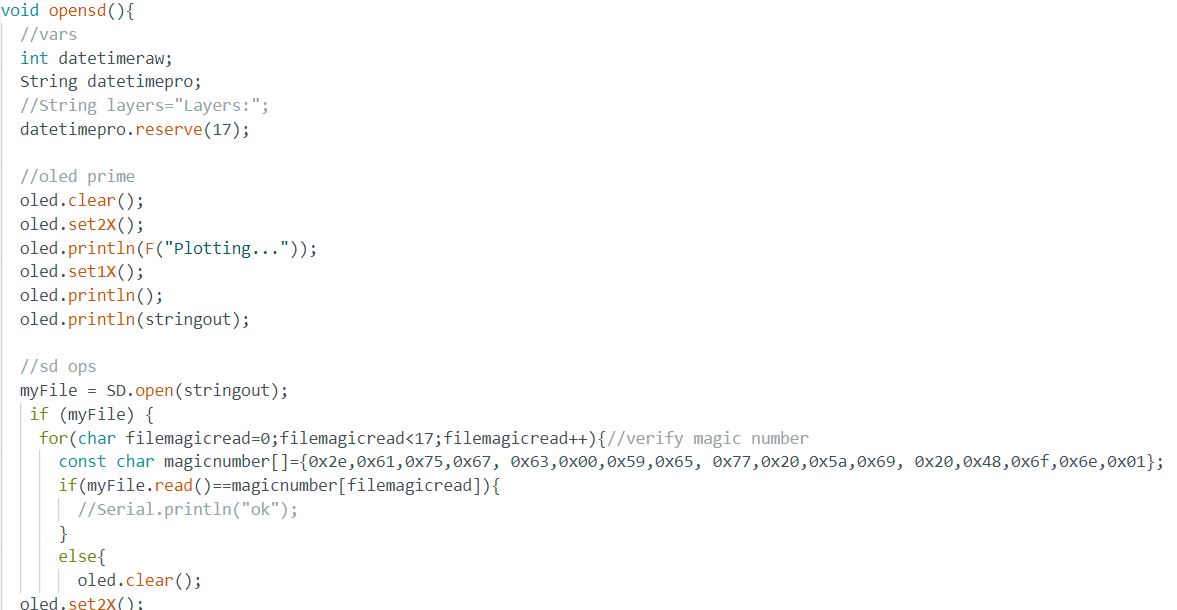 void opensd(){
  //vars
  int datetimeraw;
  String datetimepro;
  //String layers="Layers:";
  datetimepro.reserve(17);

  //oled prime
  oled.clear();
  oled.set2X();
  oled.println(F("Plotting..."));
  oled.set1X();
  oled.println();
  oled.println(stringout);

  //sd ops
  myFile = SD.open(stringout);
   if (myFile) {
    for(char filemagicread=0;filemagicread<17;filemagicread++){//verify magic number
      const char magicnumber[]={0x2e,0x61,0x75,0x67, 0x63,0x00,0x59,0x65, 0x77,0x20,0x5a,0x69, 0x20,0x48,0x6f,0x6e,0x01};
      if(myFile.read()==magicnumber[filemagicread]){
        //Serial.println("ok");
      }
      else{
        oled.clear();
  oled.set2X();